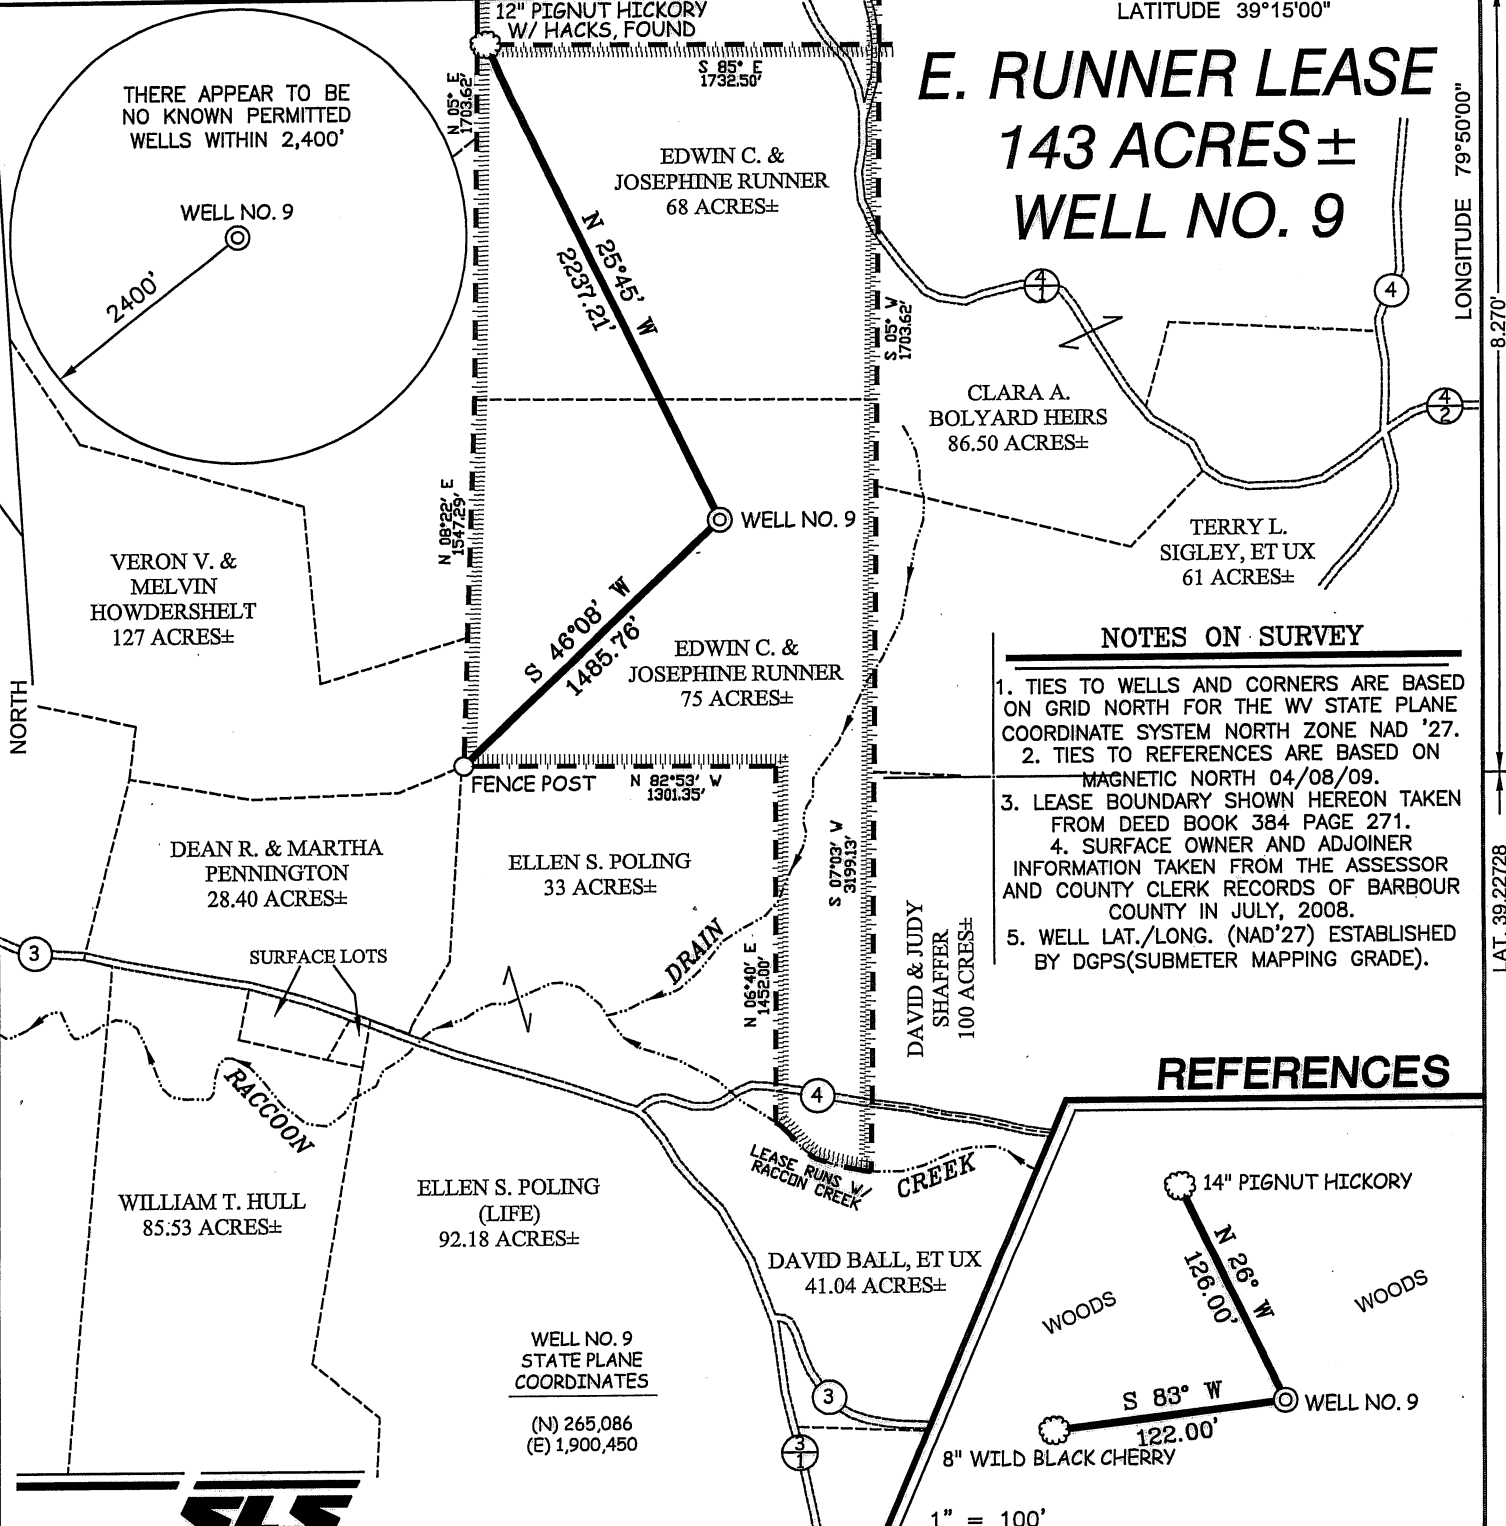 12" PIGNUT HICKORY
W/ HACKS, FOUND
LATITUDE 39°15'00"
E. RUNNER LEASE
143 ACRES±
WELL NO. 9
LONGITUDE 79°50'00"
8.270'
LAT. 39.22728
THERE APPEAR TO BE
NO KNOWN PERMITTED
WELLS WITHIN 2,400'
WELL NO. 9
2400'
N 05° E
1703.62'
S 85° E
1732.50'
EDWIN C. &
JOSEPHINE RUNNER
68 ACRES±
N 25°45' W
2237.21'
S 05° W
1703.62'
4
1
4
4
2
CLARA A.
BOLYARD HEIRS
86.50 ACRES±
TERRY L.
SIGLEY, ET UX
61 ACRES±
N 08°22' E
1547.29'
WELL NO. 9
VERON V. &
MELVIN
HOWDERSHELT
127 ACRES±
S 46°08' W
1485.76'
EDWIN C. &
JOSEPHINE RUNNER
75 ACRES±
NORTH
FENCE POST
N 82°53' W
1301.35'
NOTES ON SURVEY
1. TIES TO WELLS AND CORNERS ARE BASED
ON GRID NORTH FOR THE WV STATE PLANE
COORDINATE SYSTEM NORTH ZONE NAD '27.
2. TIES TO REFERENCES ARE BASED ON
MAGNETIC NORTH 04/08/09.
3. LEASE BOUNDARY SHOWN HEREON TAKEN
FROM DEED BOOK 384 PAGE 271.
4. SURFACE OWNER AND ADJOINER
INFORMATION TAKEN FROM THE ASSESSOR
AND COUNTY CLERK RECORDS OF BARBOUR
COUNTY IN JULY, 2008.
5. WELL LAT./LONG. (NAD'27) ESTABLISHED
BY DGPS(SUBMETER MAPPING GRADE).
DEAN R. & MARTHA
PENNINGTON
28.40 ACRES±
ELLEN S. POLING
33 ACRES±
S 07°03' W
3199.13'
DAVID & JUDY
SHAFFER
100 ACRES±
3
SURFACE LOTS
DRAIN
N 06°40' E
1452.00'
RACCOON
4
LEASE RUNS W/
RACCON CREEK
CREEK
WILLIAM T. HULL
85.53 ACRES±
ELLEN S. POLING
(LIFE)
92.18 ACRES±
DAVID BALL, ET UX
41.04 ACRES±
WELL NO. 9
STATE PLANE
COORDINATES
(N) 265,086
(E) 1,900,450
3
3
1
REFERENCES
14" PIGNUT HICKORY
N 26° W
126.00'
WOODS
WOODS
S 83° W
122.00'
WELL NO. 9
8" WILD BLACK CHERRY
1" = 100'
SLS